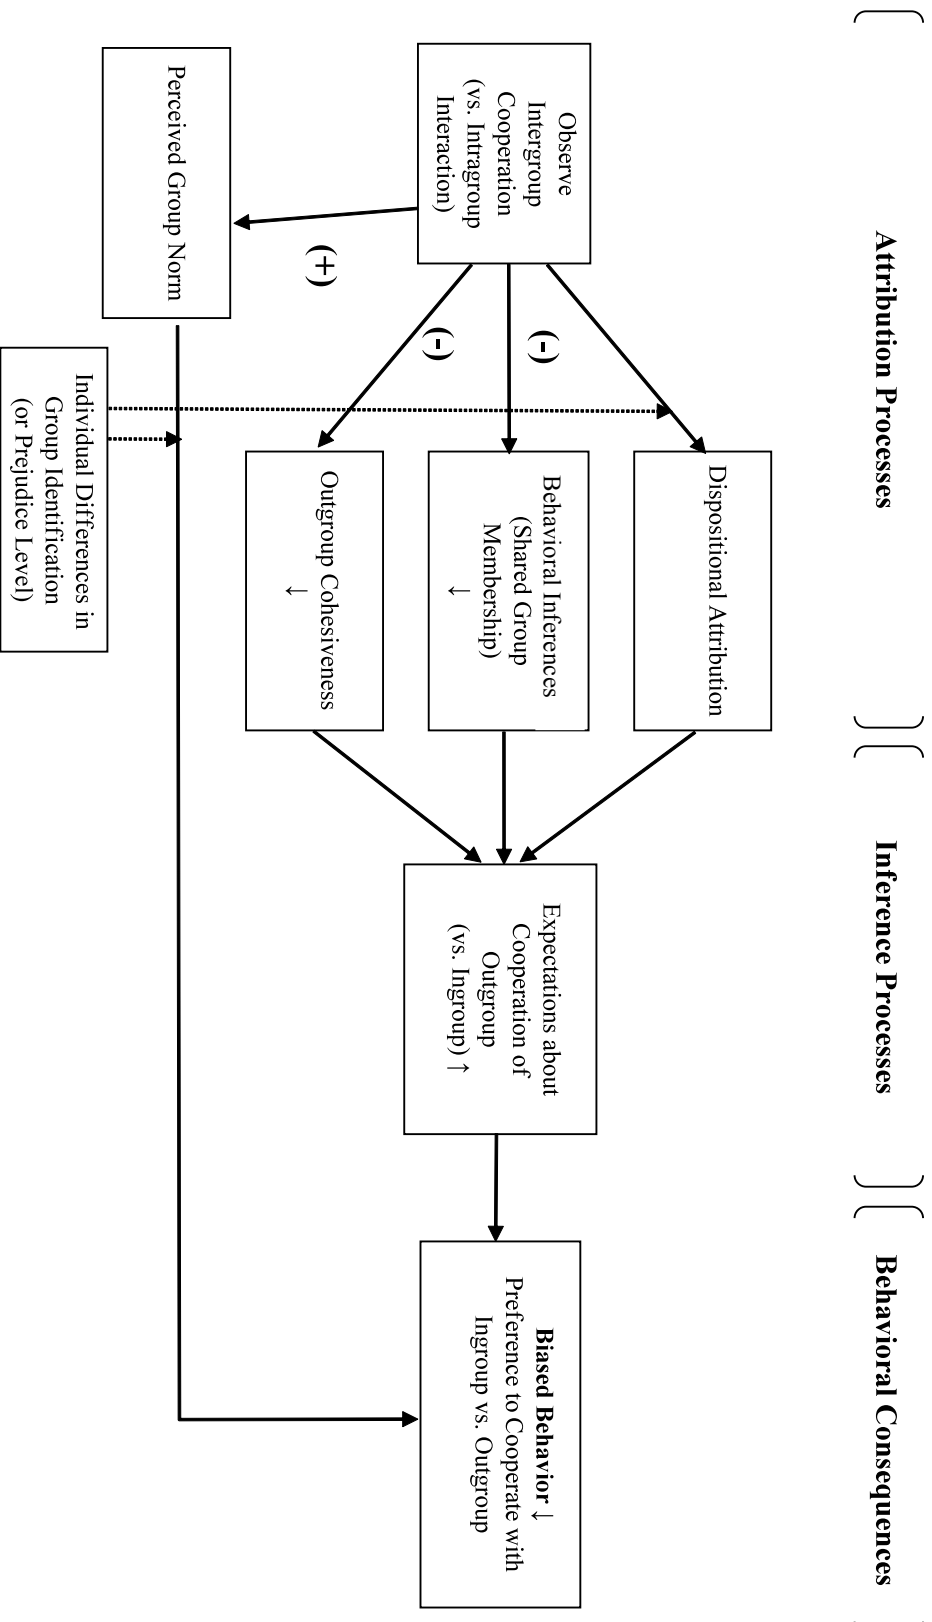 Attribution Processes
Inference Processes
Behavioral Consequences
Dispositional Attribution
Observe
Intergroup
Cooperation
(vs. Intragroup
Interaction)
(-)
(-)
(+)
Behavioral Inferences
(Shared Group
Membership)
↓
Outgroup Cohesiveness
↓
Expectations about
Cooperation of
Outgroup
(vs. Ingroup) ↑
Biased Behavior ↓
Preference to Cooperate with
Ingroup vs. Outgroup
Perceived Group Norm
Individual Differences in
Group Identification
(or Prejudice Level)